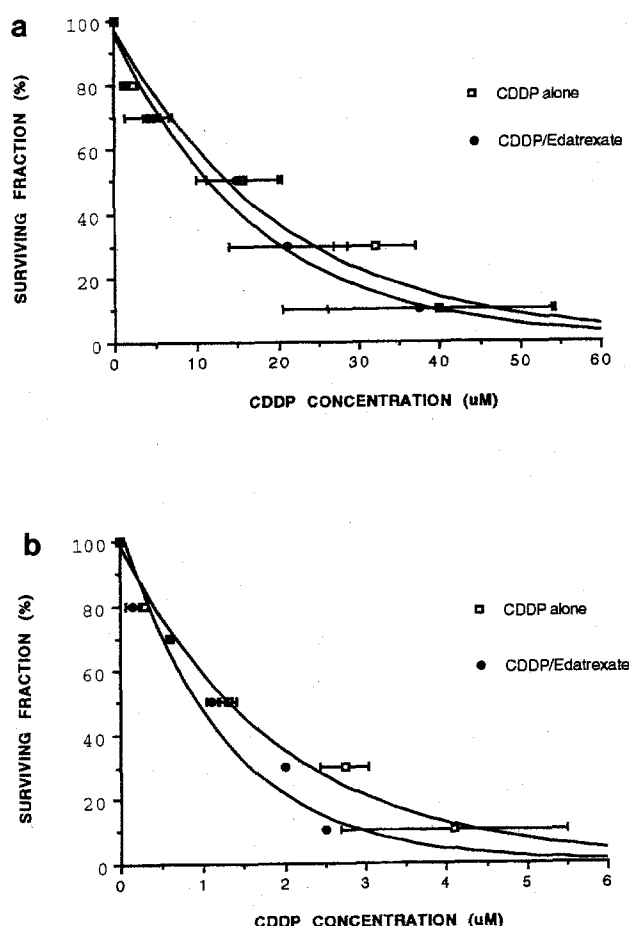 a
SURVIVING FRACTION (%)
100
80
60
40
20
0
0 10 20 30 40 50 60
CDDP CONCENTRATION (uM)
CDDP alone
CDDP/Edatrexate
b
SURVIVING FRACTION (%)
100
80
60
40
20
0
0 1 2 3 4 5 6
CDDP CONCENTRATION (uM)
CDDP alone
CDDP/Edatrexate